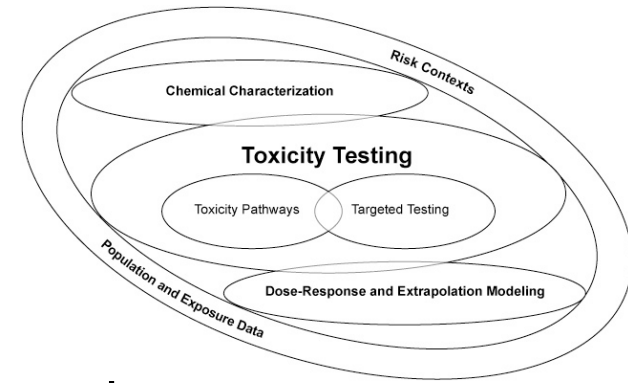 Risk Contexts
Chemical Characterization
Toxicity Testing
Toxicity Pathways
Targeted Testing
Dose-Response and Extrapolation Modeling
Population and Exposure Data